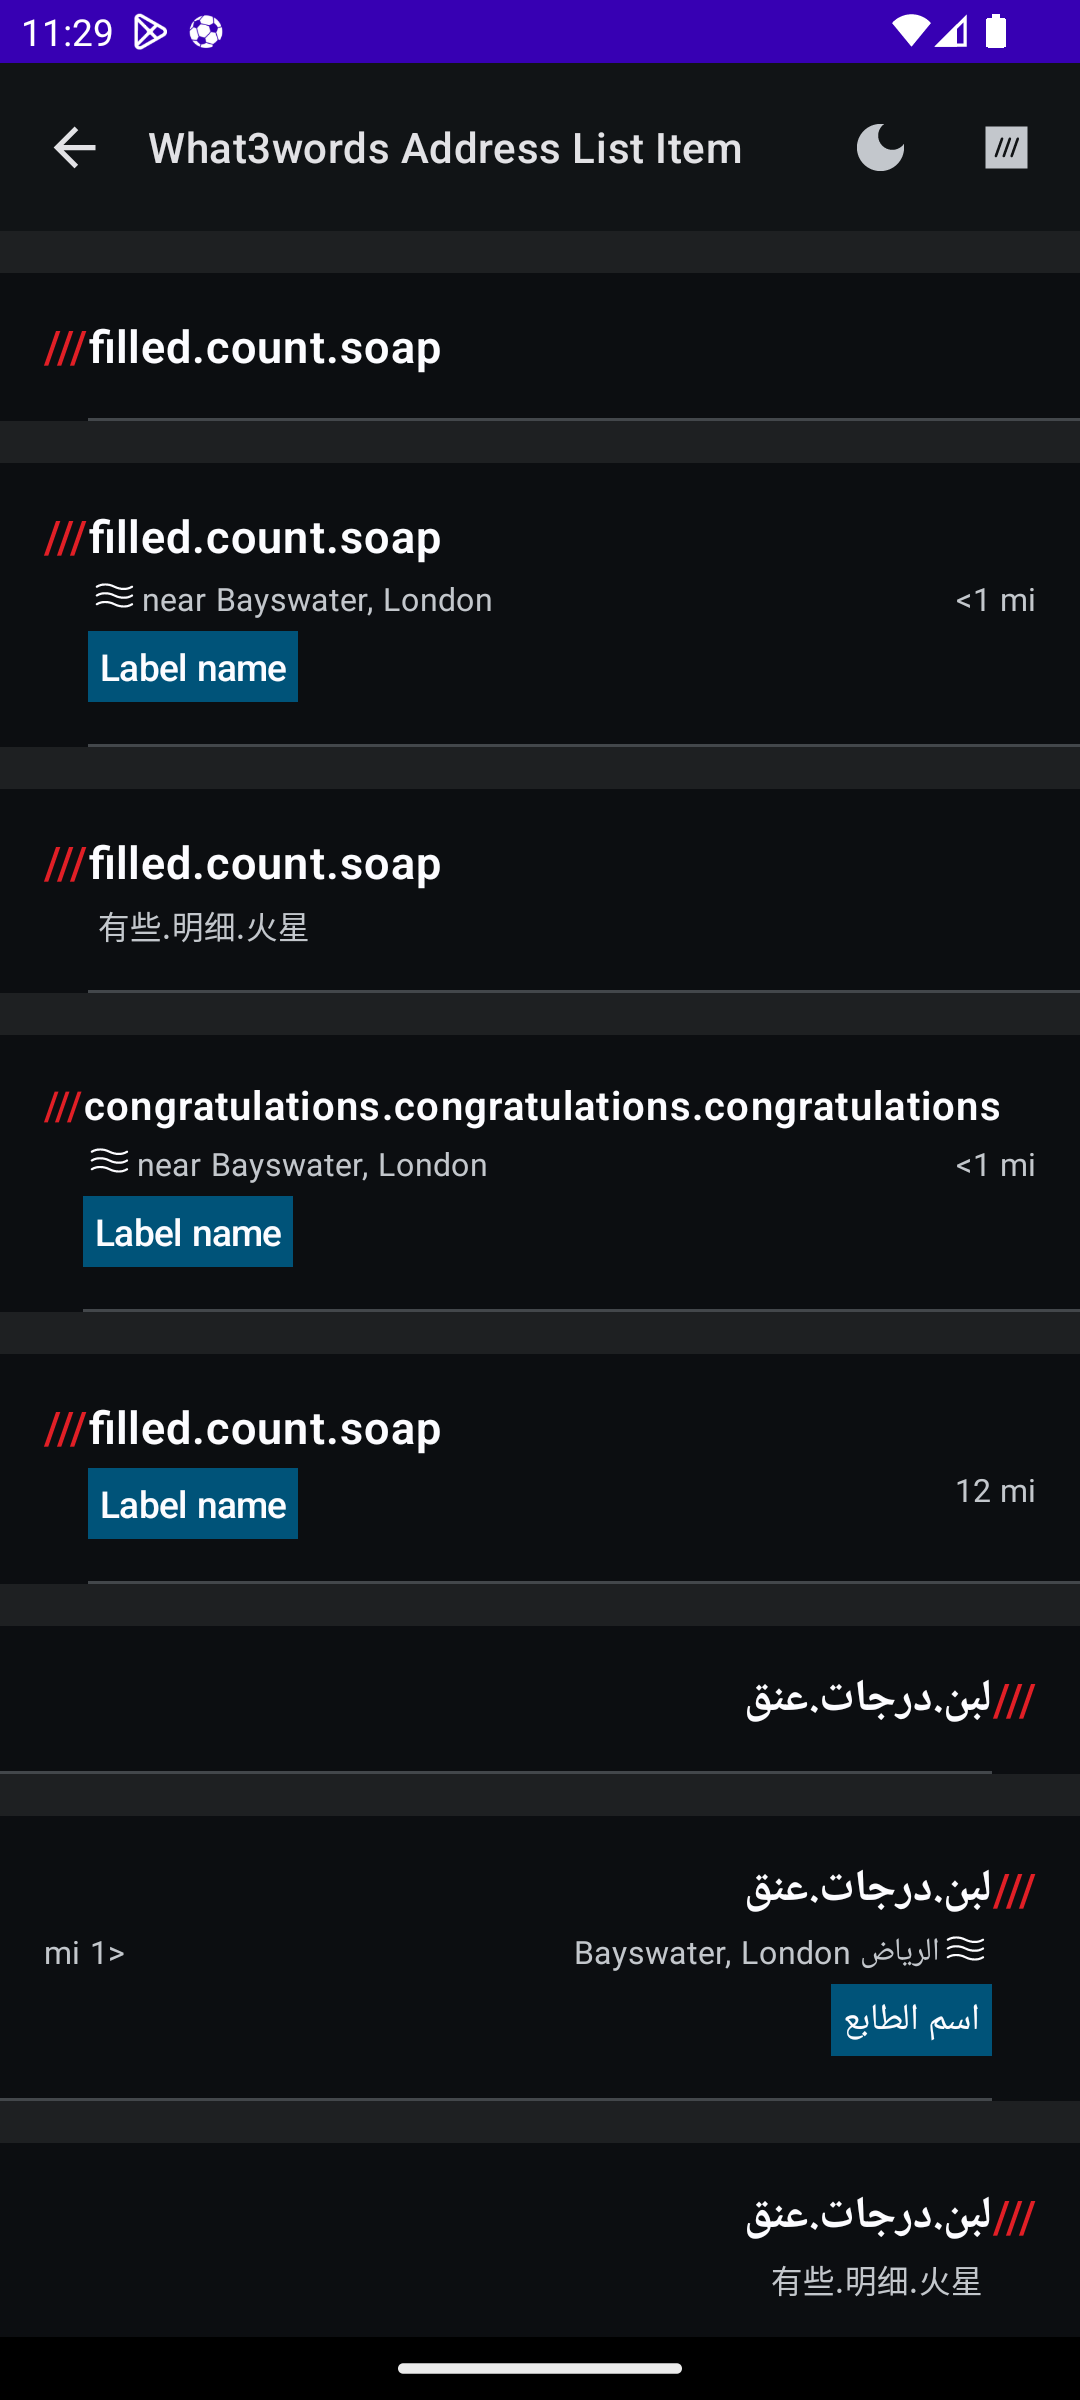 11:29
What3words Address List Item
///filled.count.soap
///filled.count.soap
near Bayswater, London <1 mi
Label name
///filled.count.soap
有些.明细.火星
///congratulations.congratulations.congratulations
near Bayswater, London <1 mi
Label name
///filled.count.soap
Label name 12 mi
///لبن.درجات.عنق
///لبن.درجات.عنق
الرياض Bayswater, London <1 mi
اسم الطابع
///لبن.درجات.عنق
有些.明细.火星